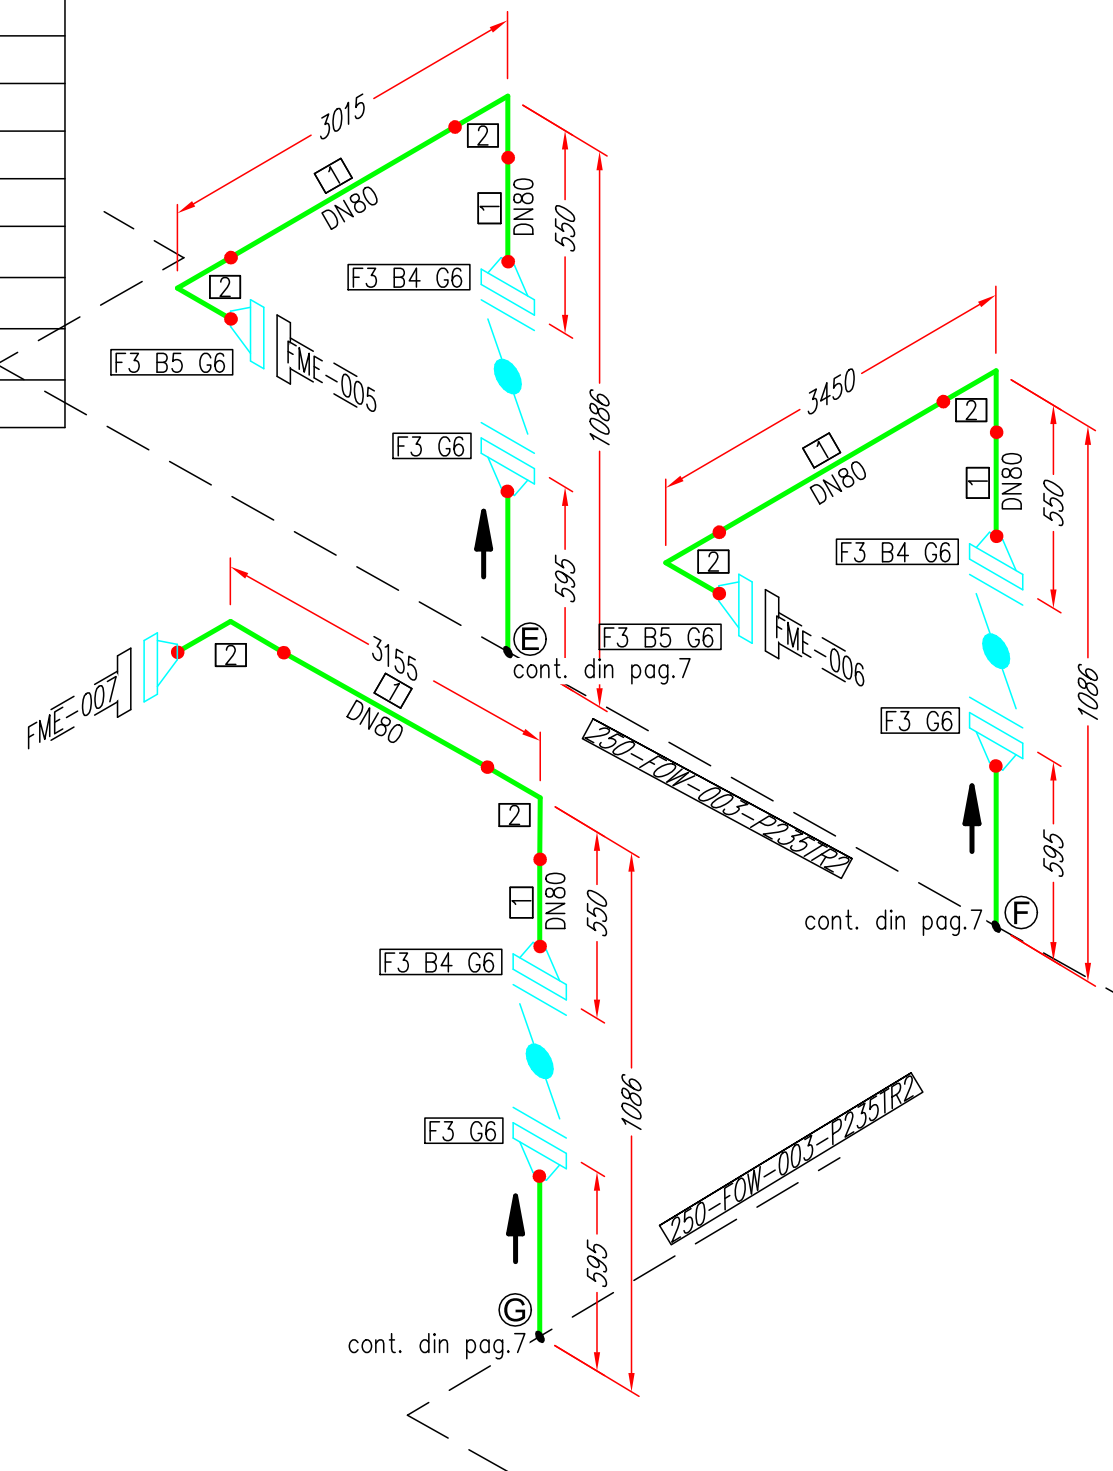 3015
2
1
DN80
1
DN80
550
2
F3 B4 G6
F3 B5 G6
FME-005
1086
F3 G6
595
E
cont. din pag.7
3450
2
1
DN80
1
DN80
550
F3 B4 G6
2
F3 B5 G6
FME-006
1086
F3 G6
595
F
cont. din pag.7
250-FOW-003-P235TR2
3155
2
1
DN80
FME-007
2
1
DN80
550
F3 B4 G6
1086
F3 G6
595
G
cont. din pag.7
250-FOW-003-P235TR2